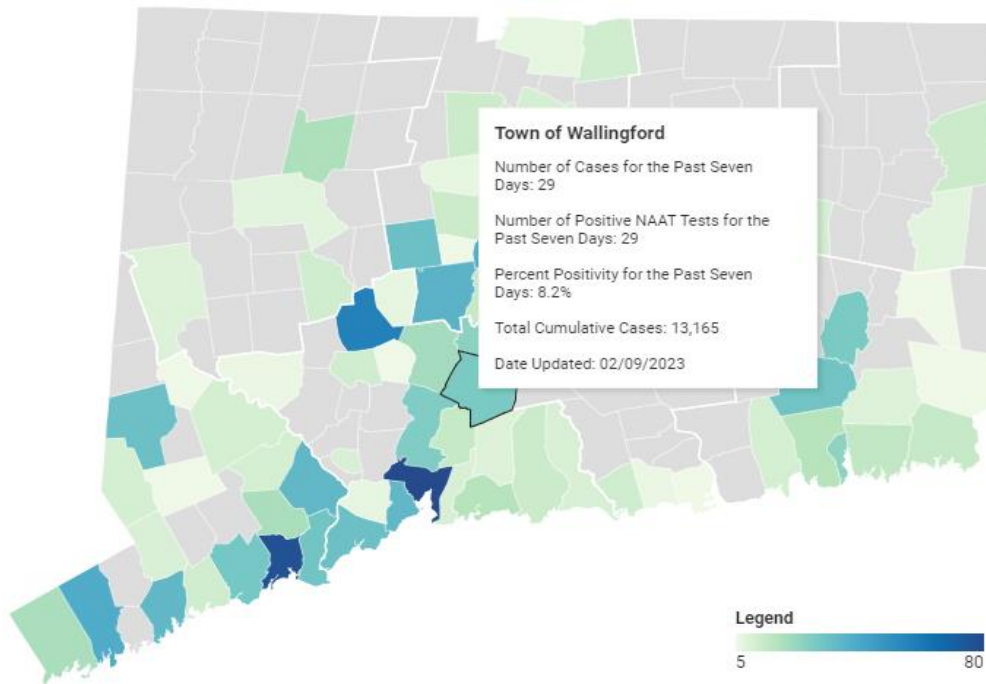 Town of Wallingford
Number of Cases for the Past Seven
Days: 29
Number of Positive NAAT Tests for the
Past Seven Days: 29
Percent Positivity for the Past Seven
Days: 8.2%
Total Cumulative Cases: 13,165
Date Updated: 02/09/2023
Legend
5 80